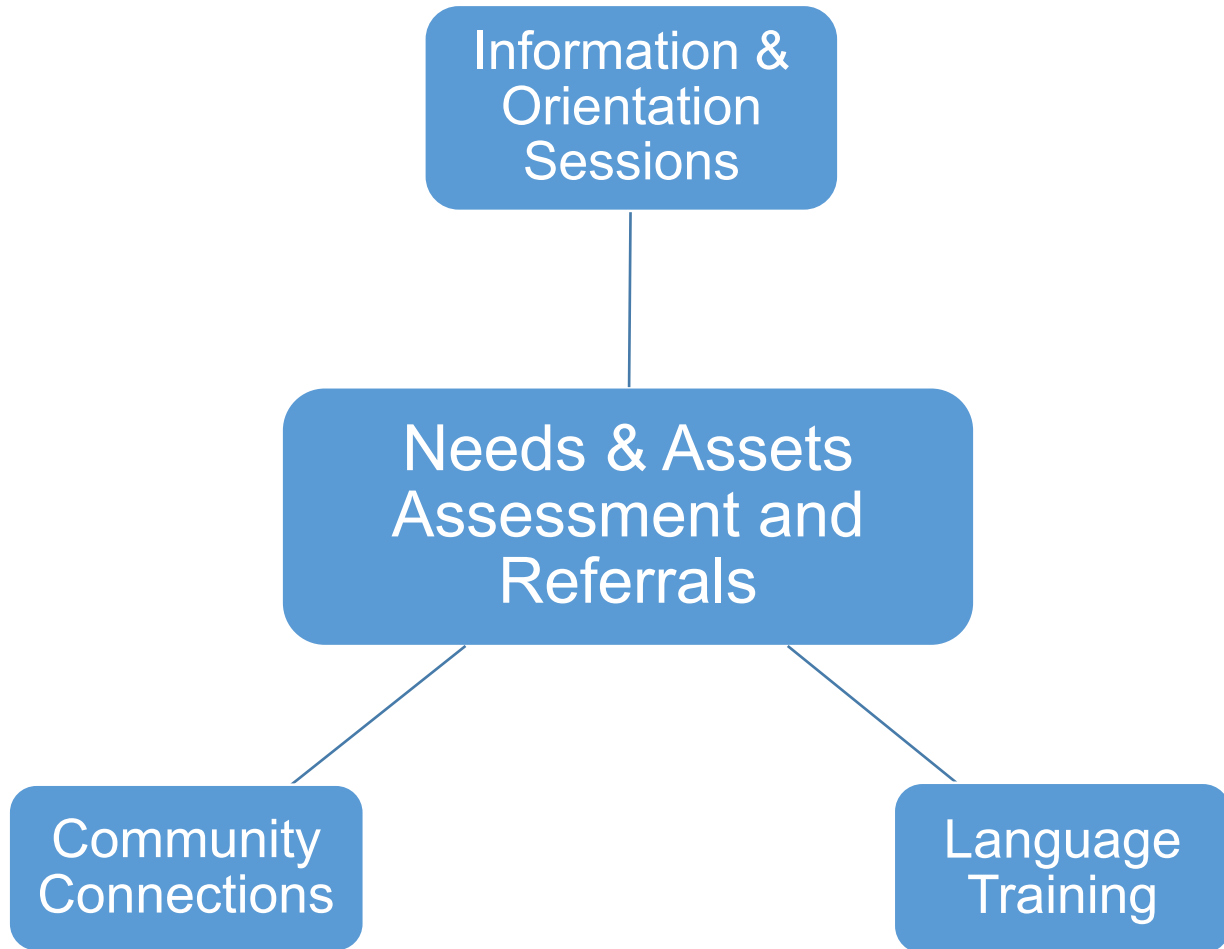 Information &
Orientation
Sessions
Needs & Assets
Assessment and
Referrals
Community
Connections
Language
Training